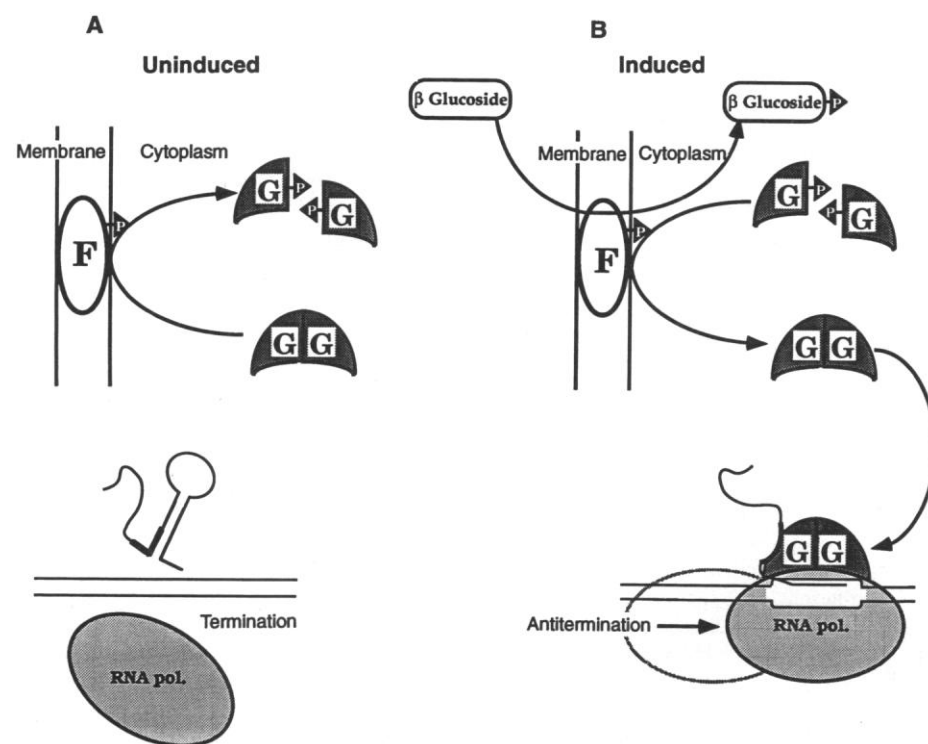 A
Uninduced
Membrane
Cytoplasm
F
P
G
P
P
G
G G
Termination
RNA pol.
B
Induced
β Glucoside
β Glucoside
P
Membrane
Cytoplasm
F
P
G
P
P
G
G G
G G
Antitermination
RNA pol.